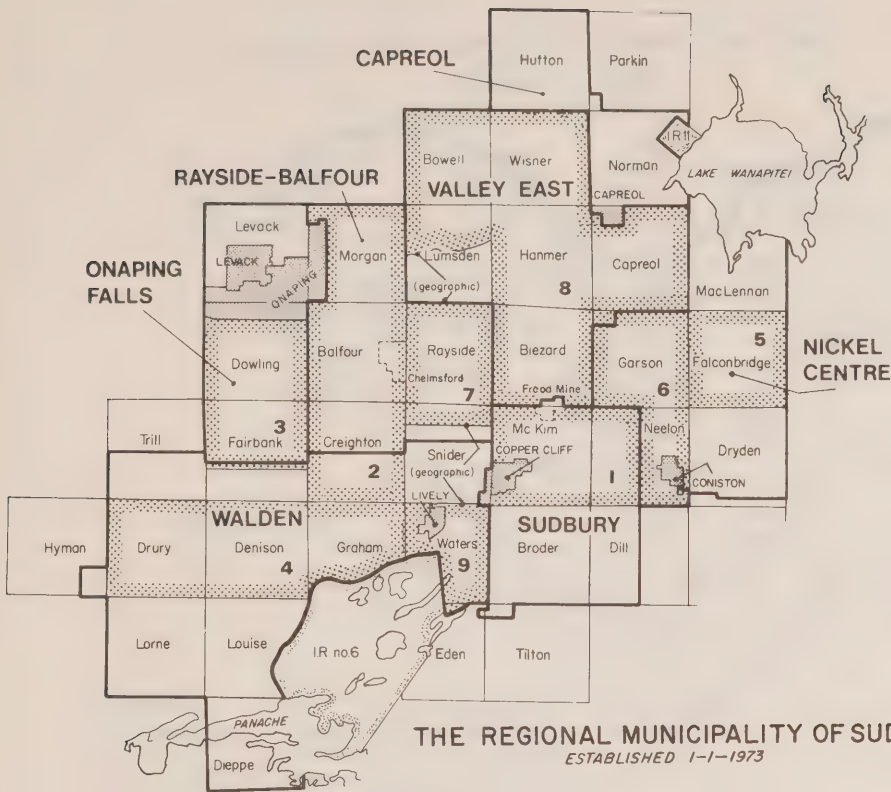 Hutton Parkin
CAPREOL
I R 11
Bowell Wisner Norman
LAKE WANAPITEI
RAYSIDE-BALFOUR
VALLEY EAST
CAPREOL
Levack
Morgan
Lumsden
Hanmer
Capreol
LEVACK
ONAPING
ONAPING
FALLS
(geographic)
8
MacLennan
5
Dowling
Balfour
Rayside
Blezard
Garson
Falconbridge
NICKEL
CENTRE
Chelmsford
7
6
Frood Mine
3
Trill
Fairbank
Creighton
Mc Kim
Neelon
Dryden
Snider
(geographic)
COPPER CLIFF
2
1
CONISTON
LIVELY
WALDEN
SUDBURY
Hyman
Drury
Denison
Graham
Waters
Broder
Dill
4
9
Lorne
Louise
I.R no.6
Eden
Tilton
PANACHE
THE REGIONAL MUNICIPALITY OF SUD
ESTABLISHED 1-1-1973
Dieppe